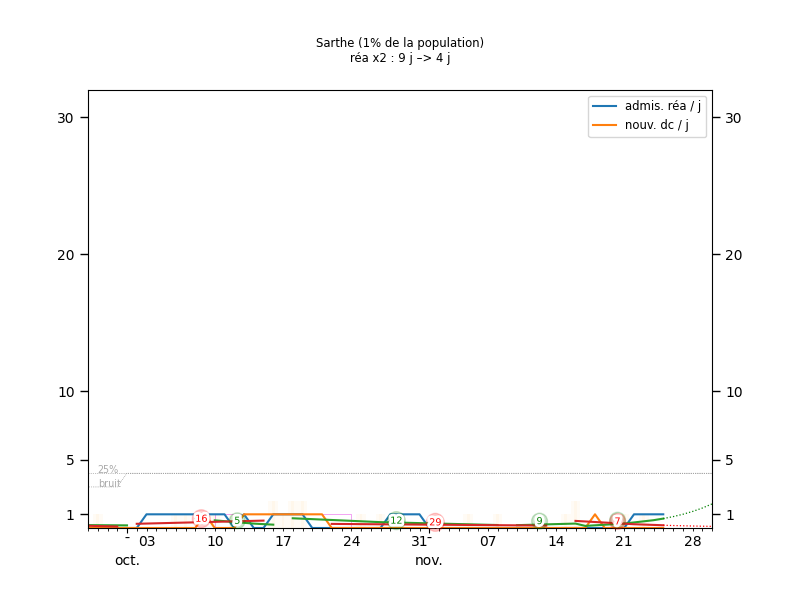 Sarthe (1% de la population)
réa x2 : 9 j –> 4 j
admis. réa / j
nouv. dc / j
30
30
20
20
10
10
5
5
25%
bruit
1
1
16
5
12
29
9
7
- 03 10 17 24 31 07 14 21 28
oct. nov.